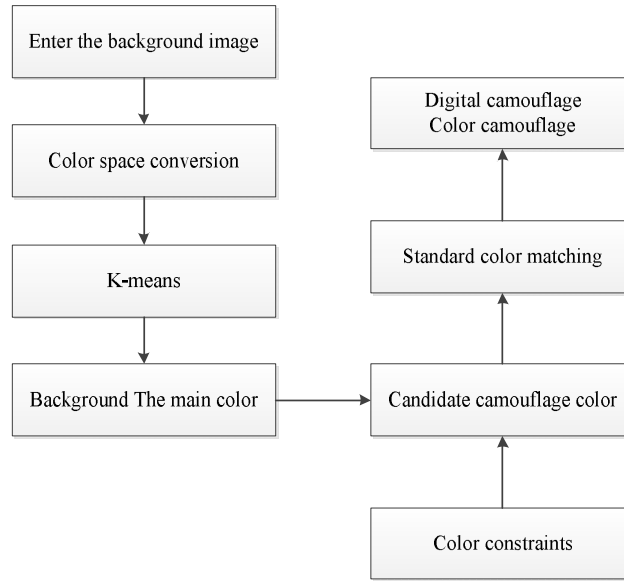 Enter the background image
Color space conversion
K-means
Background The main color
Digital camouflage
Color camouflage
Standard color matching
Candidate camouflage color
Color constraints